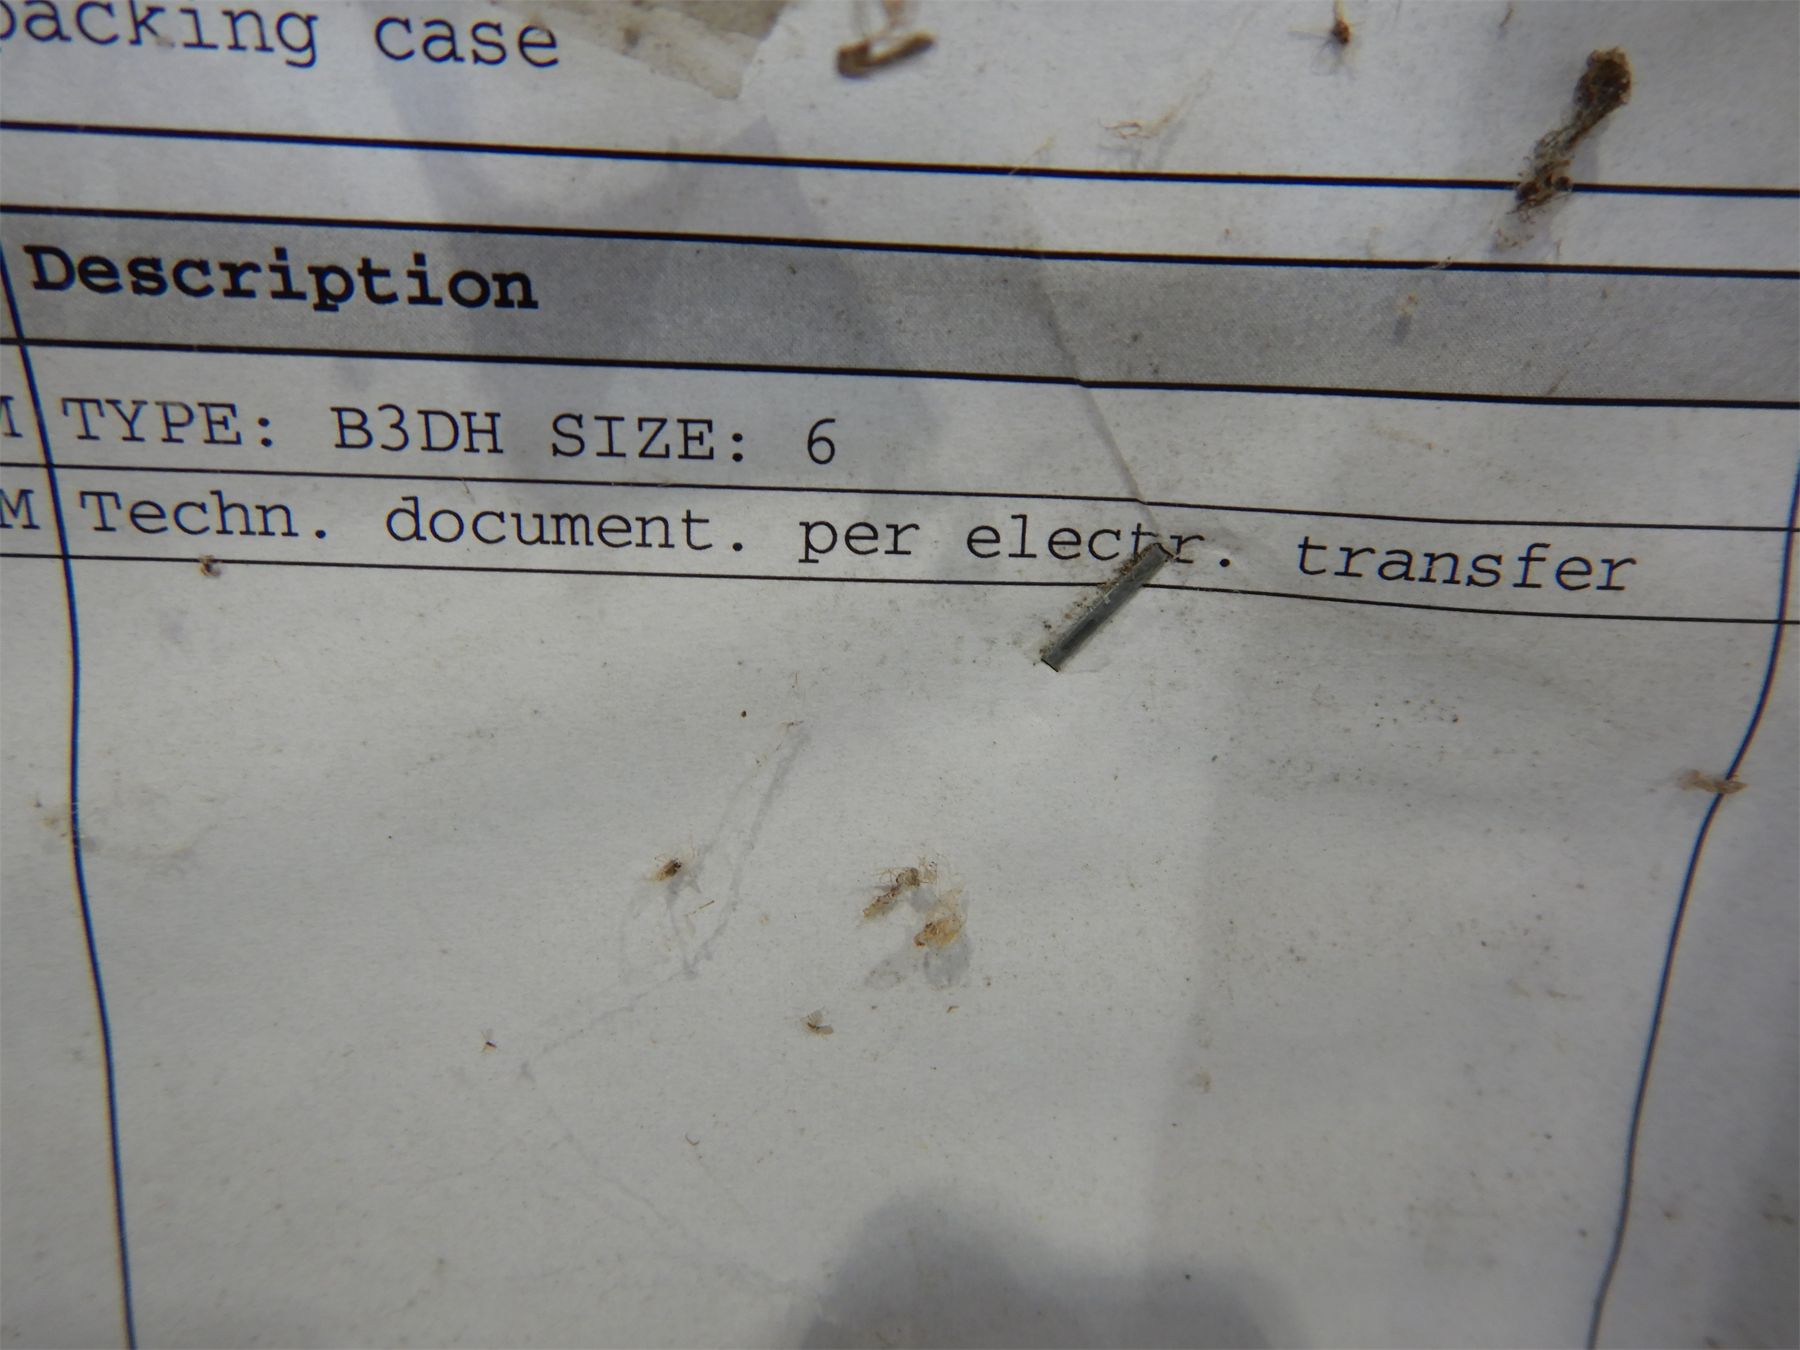 packing case
Description
M TYPE: B3DH SIZE: 6
M Techn. document. per electr. transfer